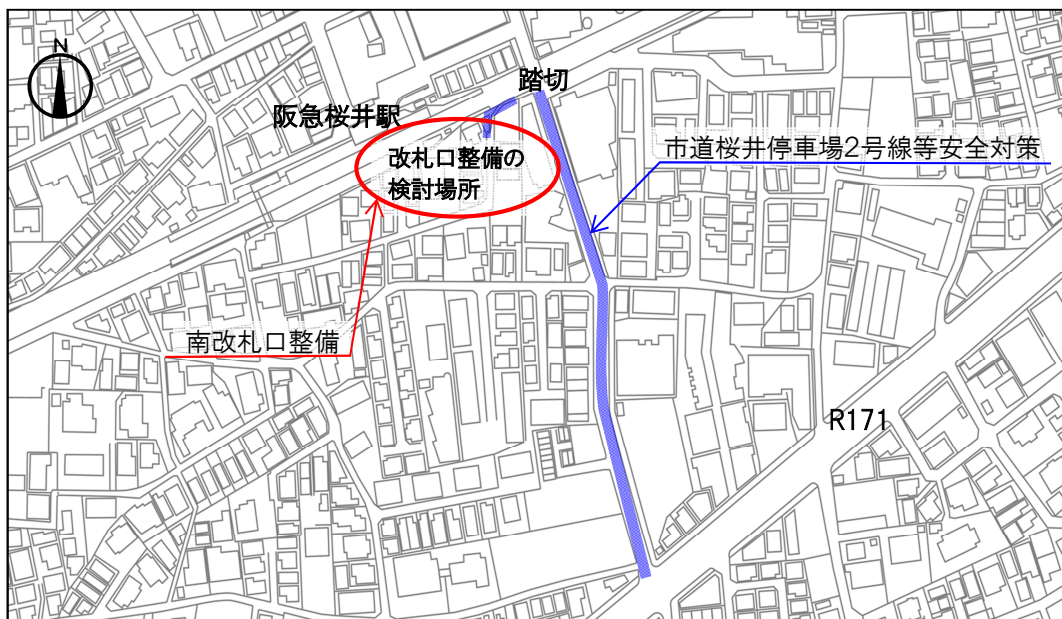 N
踏切
阪急桜井駅
改札口整備の
検討場所
市道桜井停車場2号線等安全対策
南改札口整備
R171